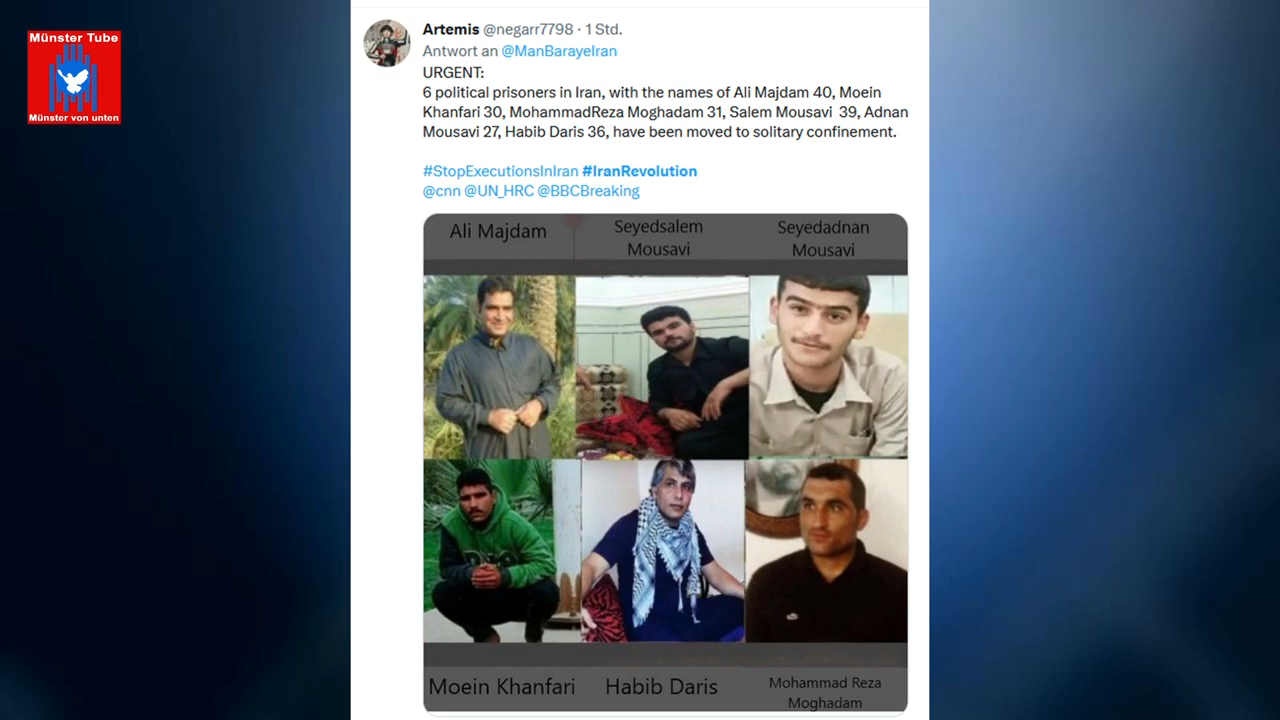 Münster Tube
Münster von unten
Artemis @negarr7798 · 1 Std.
Antwort an @ManBarayeIran
URGENT:
6 political prisoners in Iran, with the names of Ali Majdam 40, Moein
Khanfari 30, MohammadReza Moghadam 31, Salem Mousavi 39, Adnan
Mousavi 27, Habib Daris 36, have been moved to solitary confinement.
#StopExecutionsInIran #IranRevolution
@cnn @UN_HRC @BBCBreaking
Ali Majdam
Seyedsalem
Mousavi
Seyedadnan
Mousavi
Moein Khanfari
Habib Daris
Mohammad Reza
Moghadam